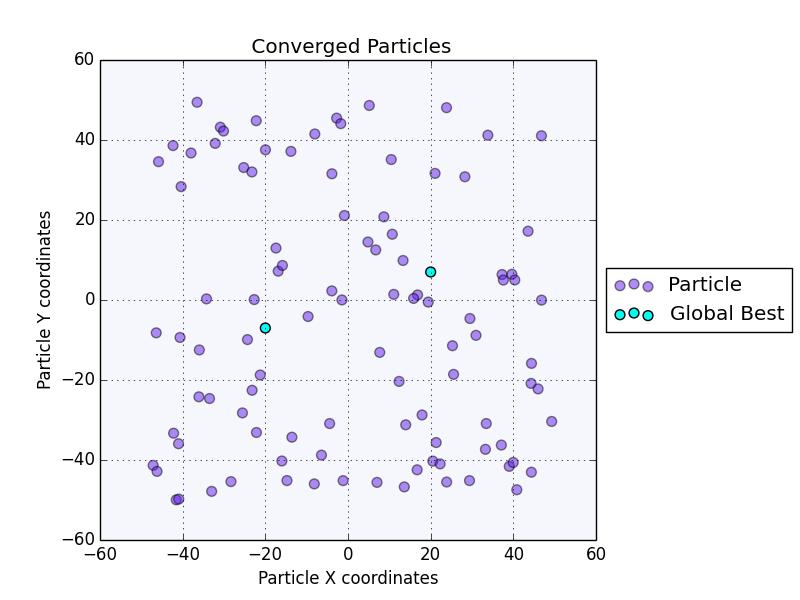 Converged Particles
60
40
20
0
−20
−40
−60
−60 −40 −20 0 20 40 60
Particle Y coordinates
Particle X coordinates
Particle
Global Best